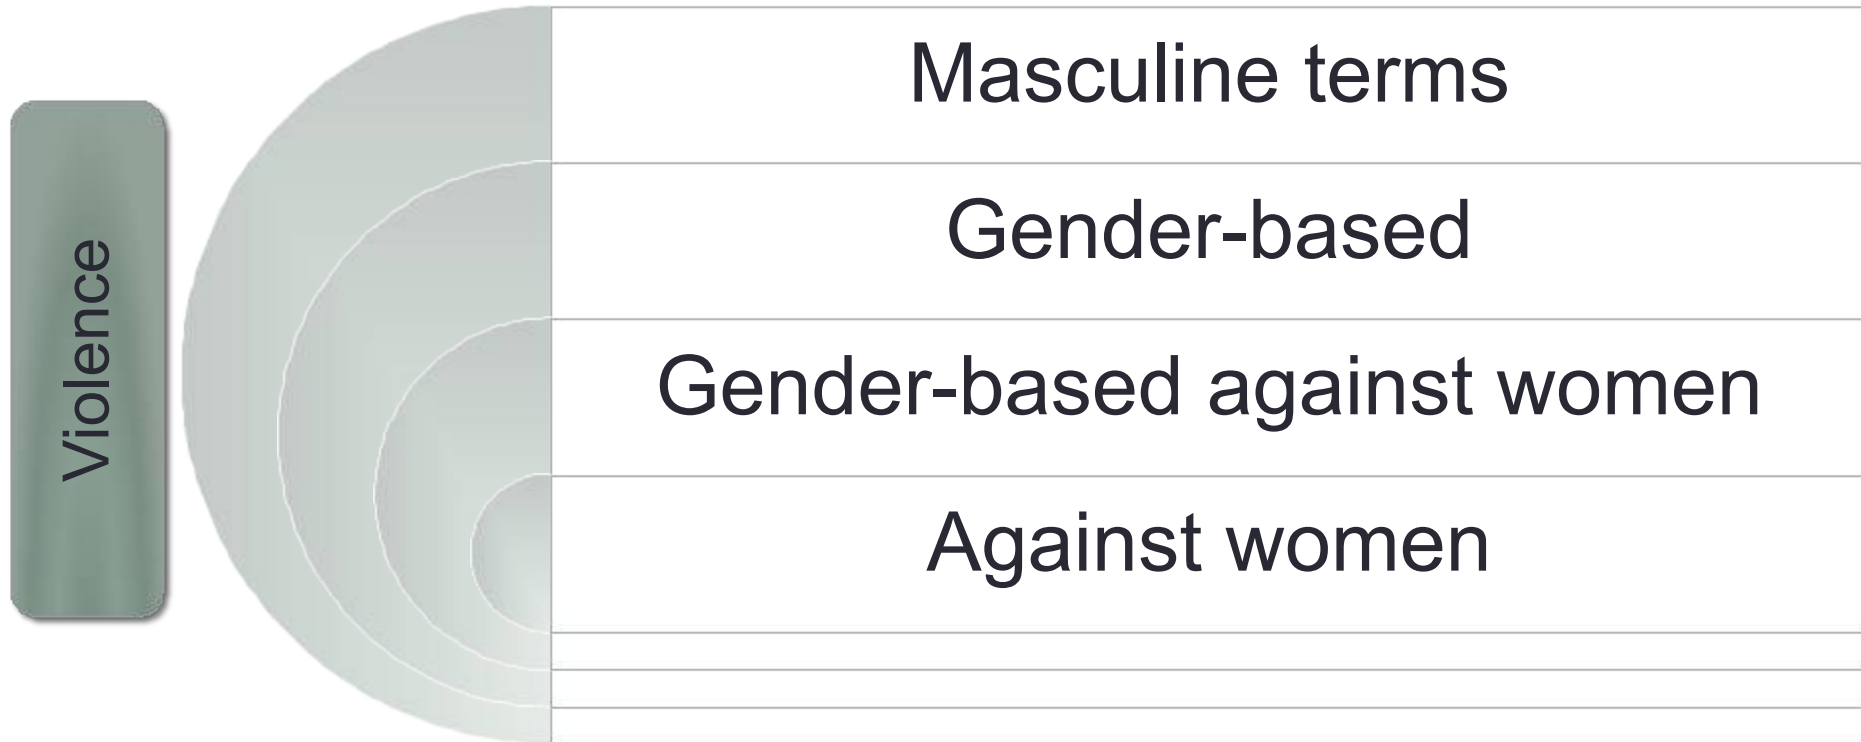 Violence
Masculine terms
Gender-based
Gender-based against women
Against women